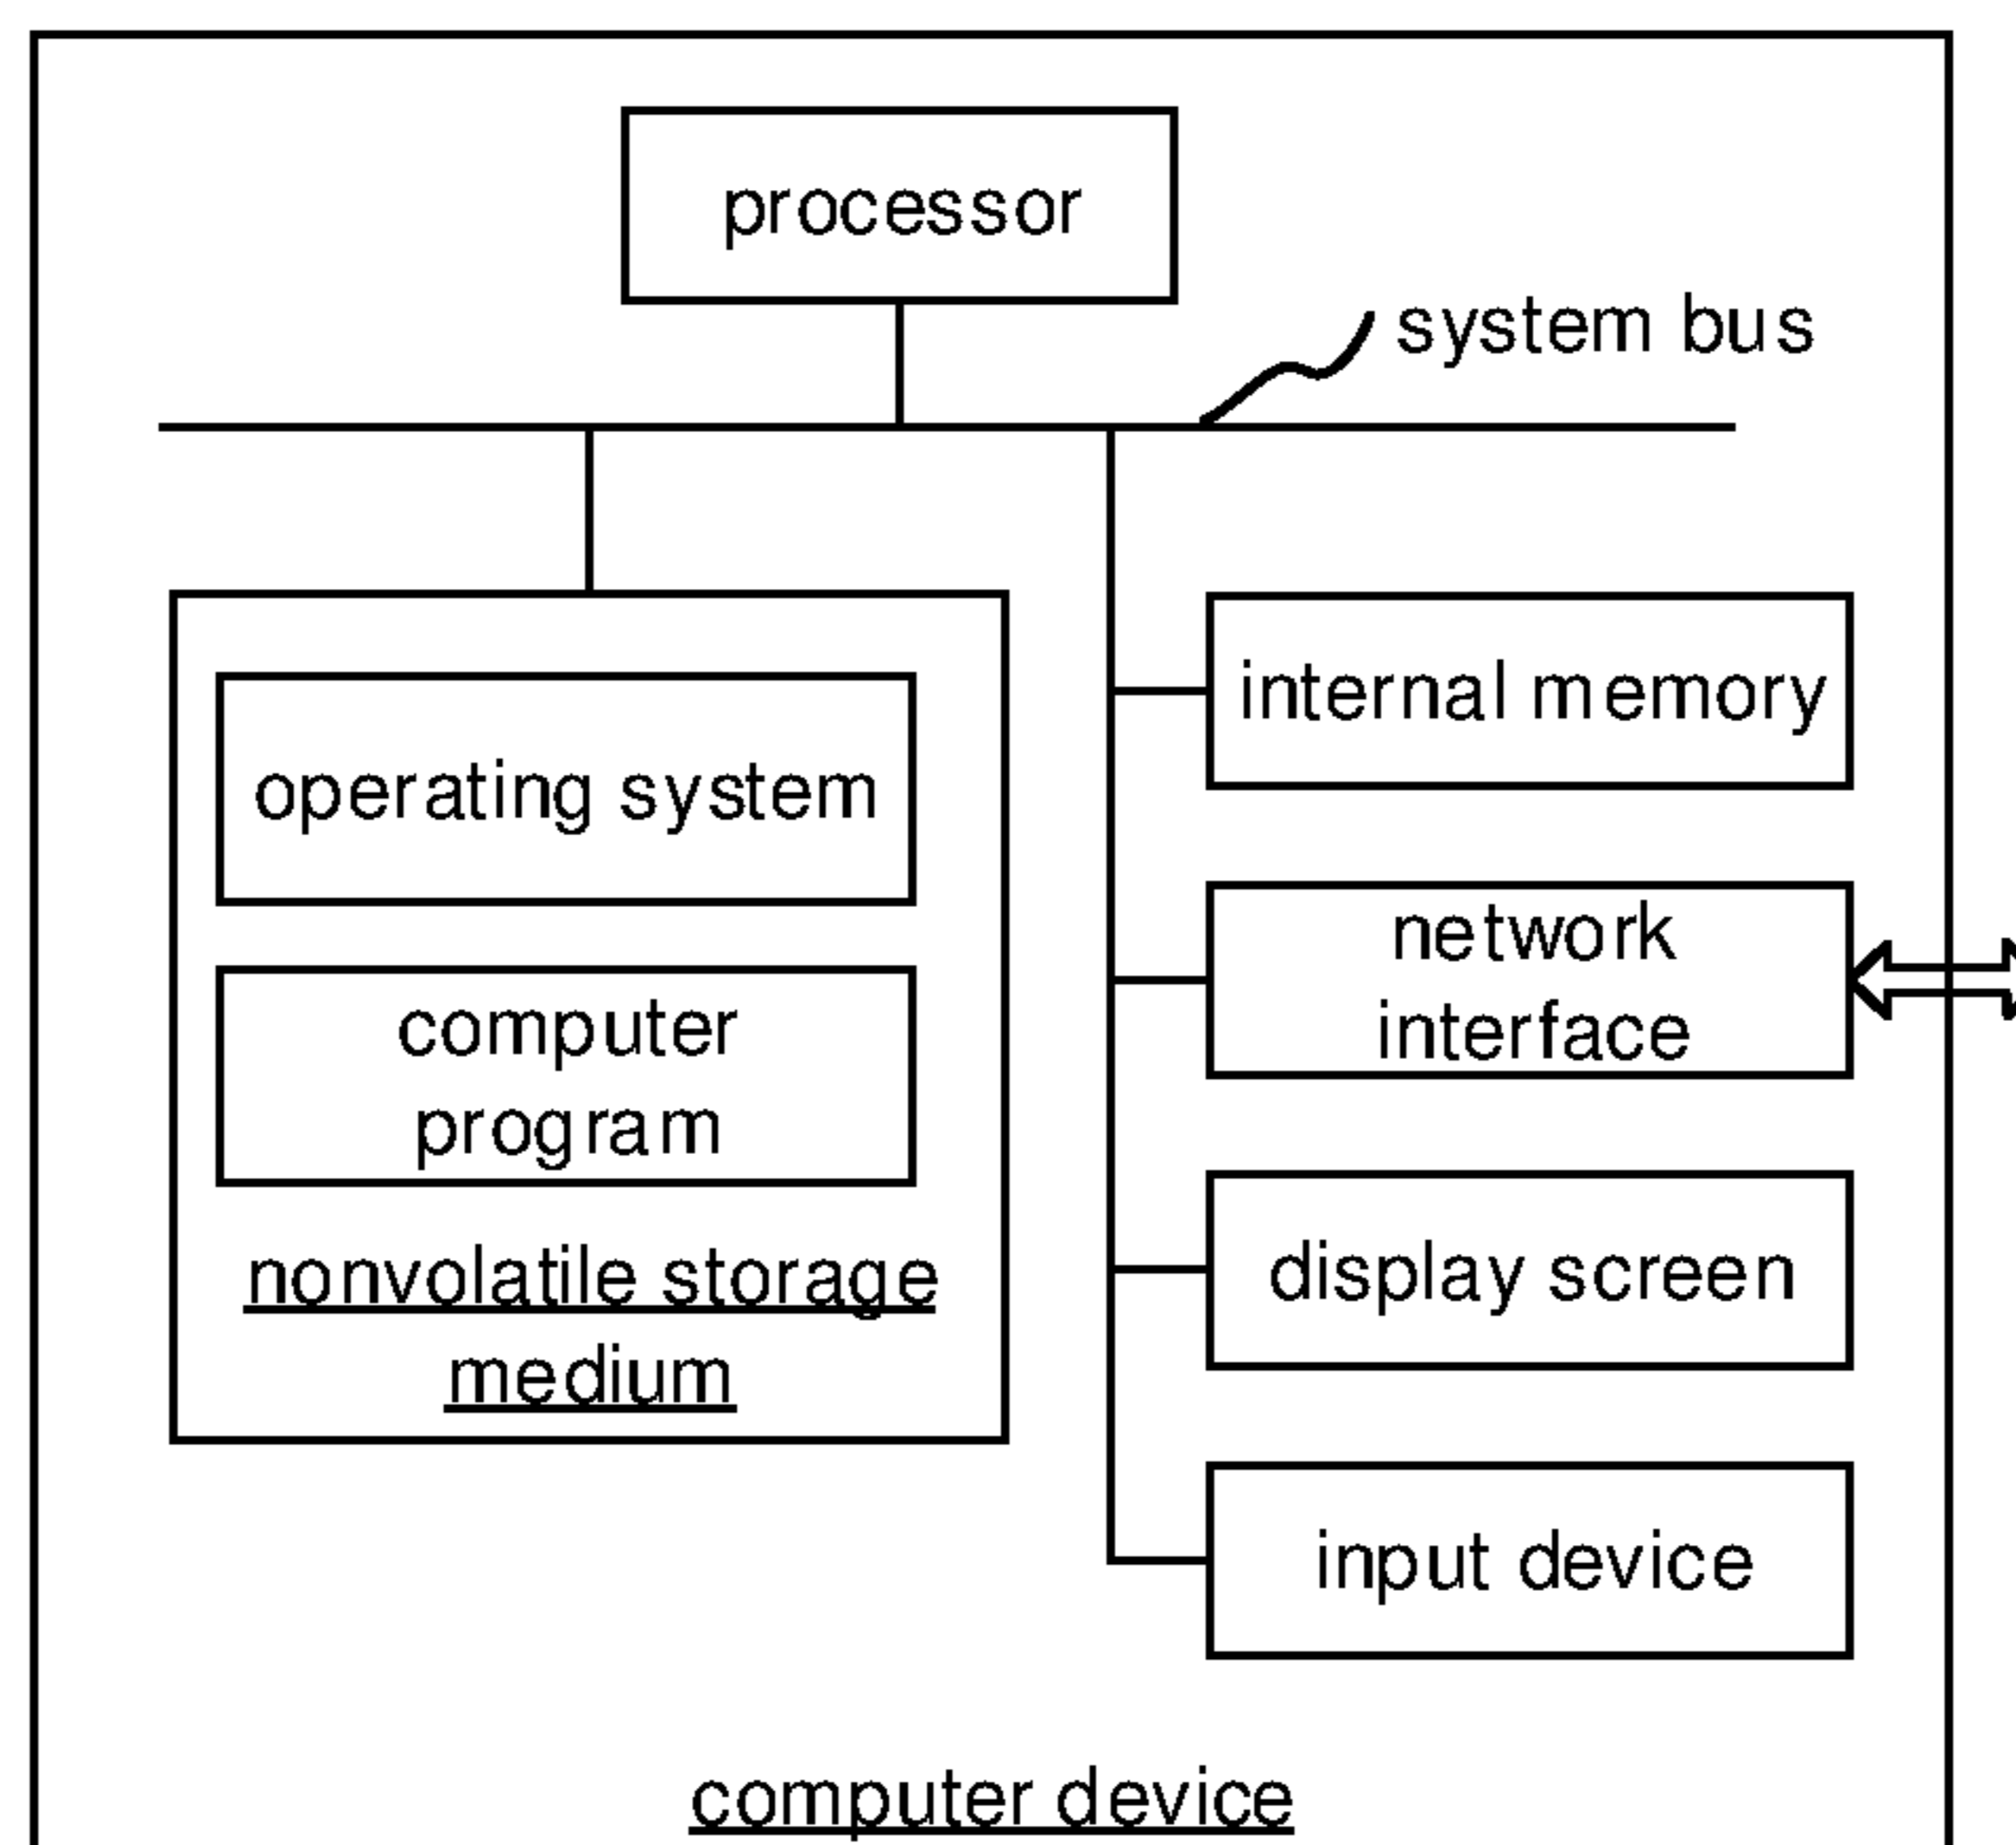 processor
system bus
operating system
computer
program
nonvolatile storage
medium
internal memory
network
interface
display screen
input device
computer device